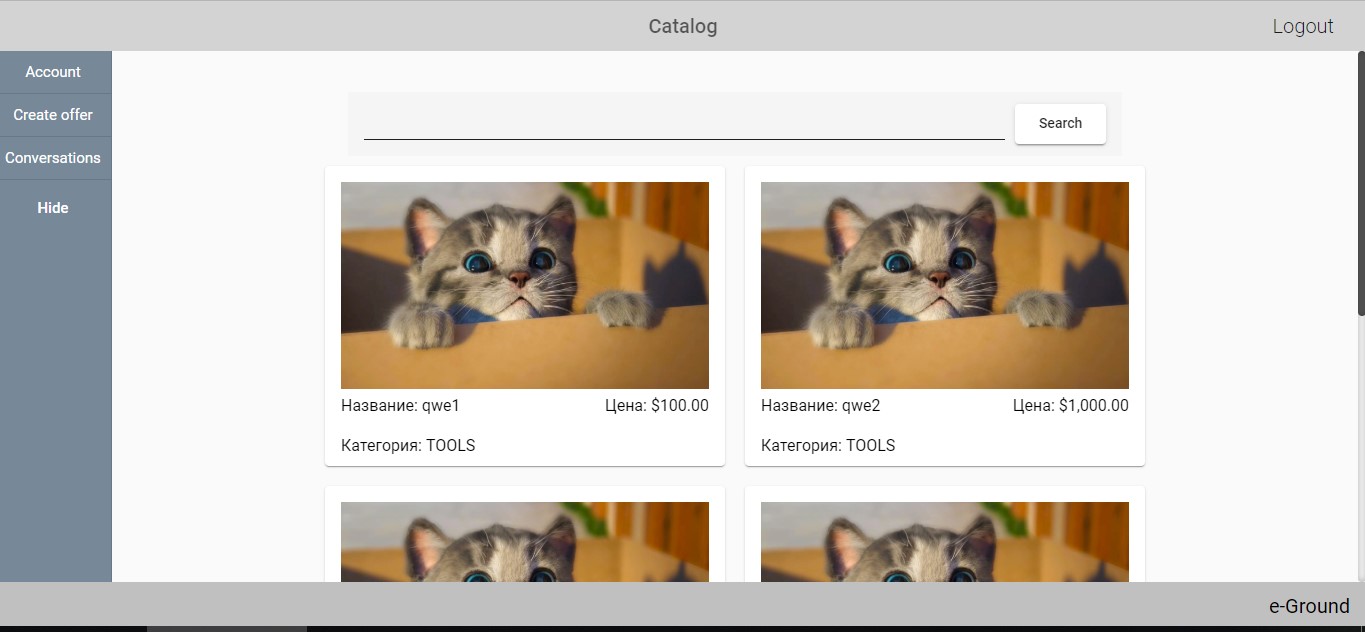 Catalog
Logout
Account
Create offer
Conversations
Hide
Search
Название: qwe1 Цена: $100.00
Категория: TOOLS
Название: qwe2 Цена: $1,000.00
Категория: TOOLS
e-Ground